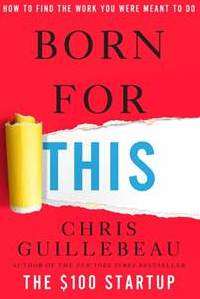 HOW TO FIND THE WORK YOU WERE MEANT TO DO
BORN
FOR
THIS
CHRIS
GUILLEBEAU
AUTHOR OF THE NEW YORK TIMES BESTSELLER
THE $100 STARTUP